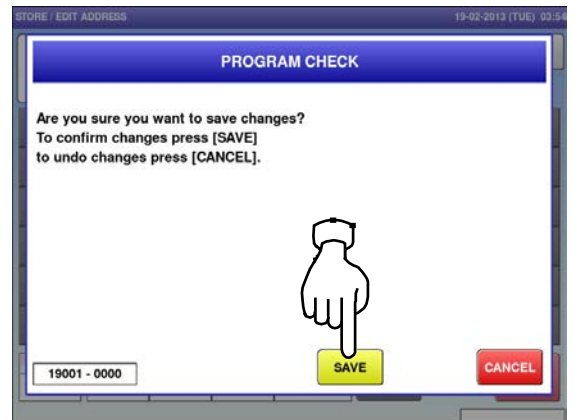 STORE / EDIT ADDRESS 19-02-2013 (TUE) 03:54
PROGRAM CHECK
Are you sure you want to save changes?
To confirm changes press [SAVE]
to undo changes press [CANCEL].
19001 - 0000
SAVE
CANCEL